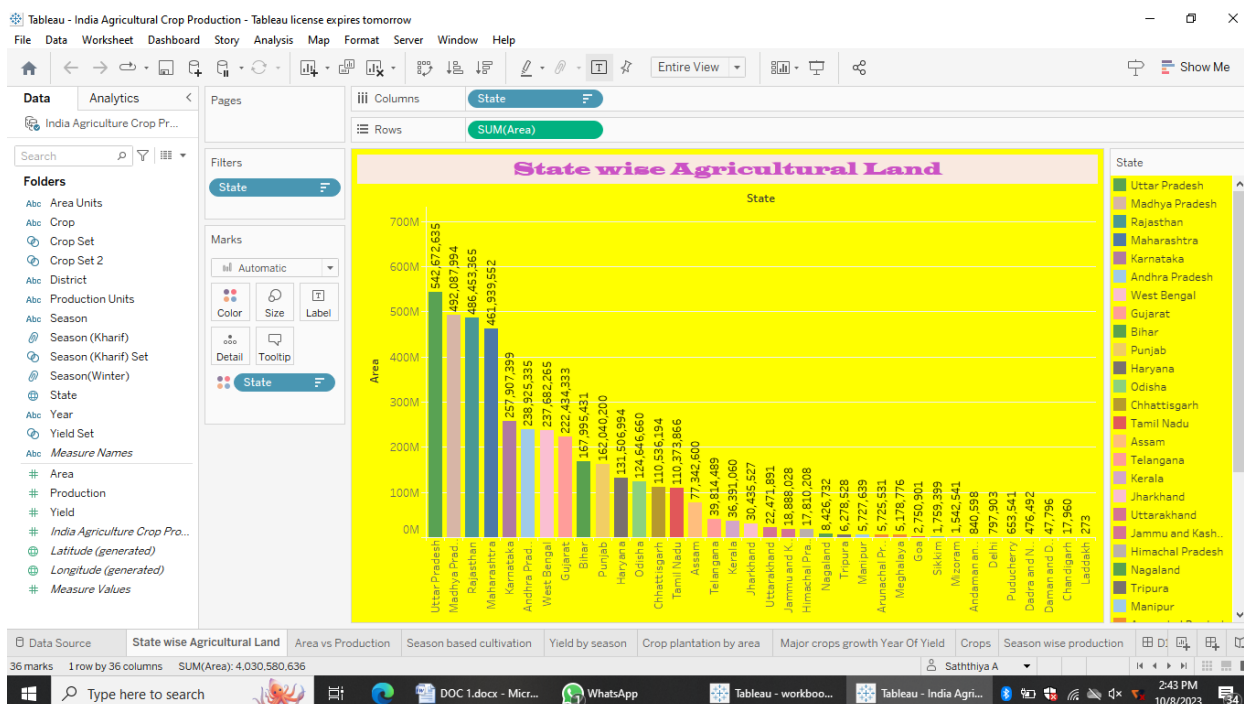 Tableau - India Agricultural Crop Production - Tableau license expires tomorrow
File Data Worksheet Dashboard Story Analysis Map Format Server Window Help
Entire View
Show Me
Data Analytics
India Agriculture Crop Pr...
Search
Folders
Abc Area Units
Abc Crop
Crop Set
Crop Set 2
Abc District
Abc Production Units
Abc Season
Season (Kharif)
Season (Kharif) Set
Season(Winter)
State
Abc Year
Yield Set
Abc Measure Names
# Area
# Production
# Yield
# India Agriculture Crop Pro...
Latitude (generated)
Longitude (generated)
# Measure Values
Pages
Filters
State
Marks
Automatic
Color Size Label
Detail Tooltip
State
Columns State
Rows SUM(Area)
State wise Agricultural Land
State
Area
700M
600M
500M
400M
300M
200M
100M
0M
542,672,635
492,087,994
486,453,365
461,939,552
257,907,399
238,925,335
237,682,265
222,434,333
167,995,431
162,040,200
131,506,994
124,646,660
110,536,194
110,373,866
77,342,600
39,814,489
36,391,060
30,435,527
22,471,891
18,888,028
17,810,208
8,426,732
6,278,528
5,727,639
5,725,531
5,178,776
2,750,901
1,759,399
1,542,541
840,598
797,903
653,541
476,492
47,796
17,960
273
Uttar Pradesh
Madhya Prad..
Rajasthan
Maharashtra
Karnataka
Andhra Prad..
West Bengal
Gujarat
Bihar
Punjab
Haryana
Odisha
Chhattisgarh
Tamil Nadu
Assam
Telangana
Kerala
Jharkhand
Uttarakhand
Jammu and K..
Himachal Pra..
Nagaland
Tripura
Manipur
Arunachal Pr..
Meghalaya
Goa
Sikkim
Mizoram
Andaman an..
Delhi
Puducherry
Dadra and N..
Daman and D..
Chandigarh
Laddakh
State
Uttar Pradesh
Madhya Pradesh
Rajasthan
Maharashtra
Karnataka
Andhra Pradesh
West Bengal
Gujarat
Bihar
Punjab
Haryana
Odisha
Chhattisgarh
Tamil Nadu
Assam
Telangana
Kerala
Jharkhand
Uttarakhand
Jammu and Kash..
Himachal Pradesh
Nagaland
Tripura
Manipur
Data Source State wise Agricultural Land Area vs Production Season based cultivation Yield by season Crop plantation by area Major crops growth Year Of Yield Crops Season wise production
36 marks 1 row by 36 columns SUM(Area): 4,030,580,636 Saththiya A
Type here to search DOC 1.docx - Micr... WhatsApp Tableau - workboo... Tableau - India Agri...
2:43 PM
10/8/2023
34